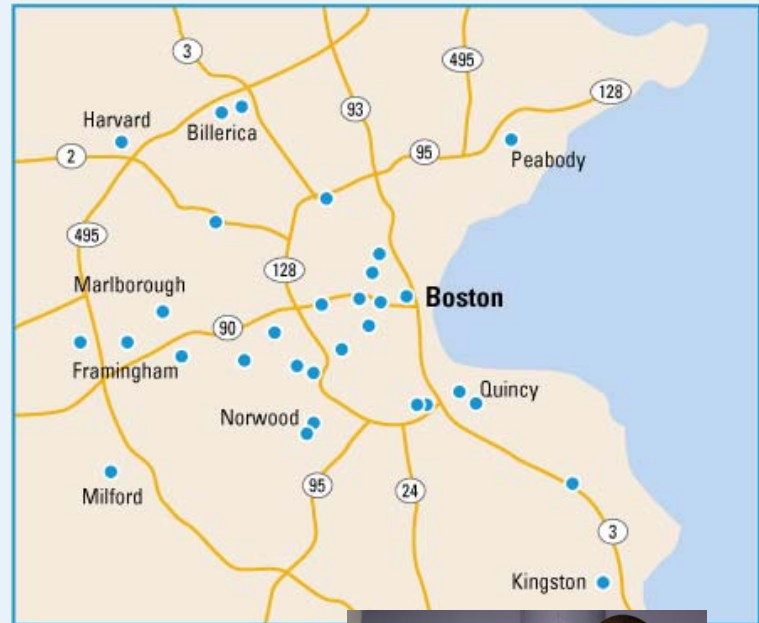 3
495
93
128
Harvard
Billerica
2
95
Peabody
495
128
Marlborough
Boston
90
Framingham
Quincy
Norwood
95
24
Milford
3
Kingston